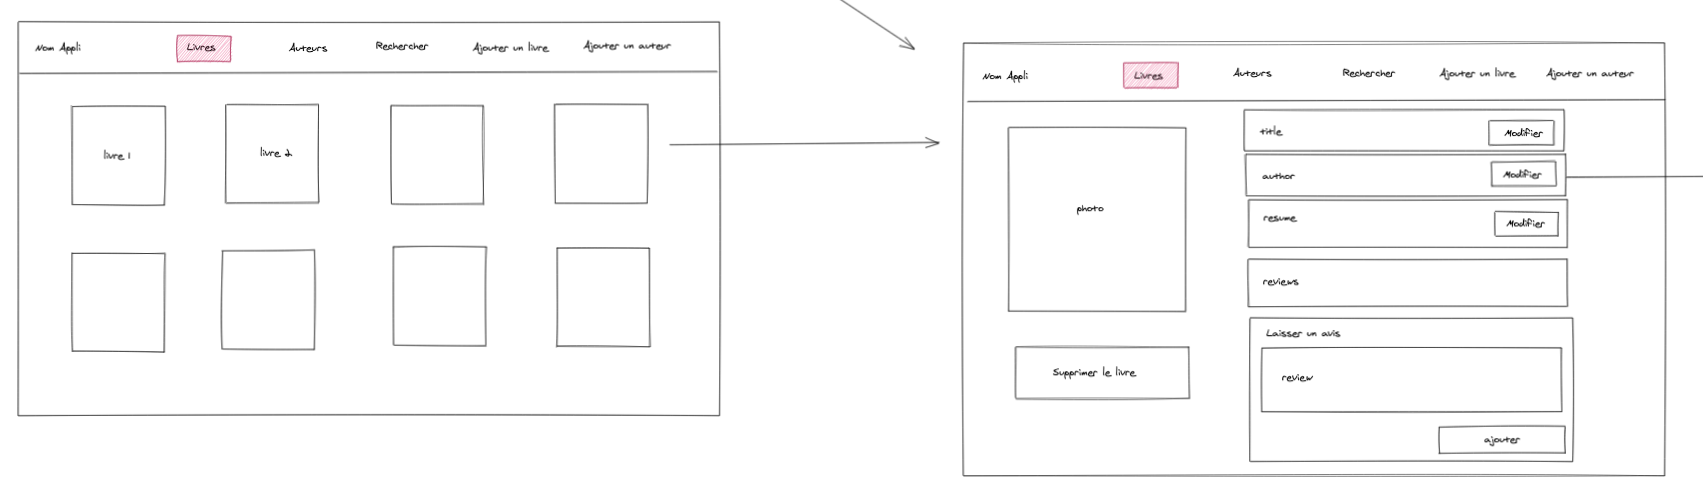 Nom Appli
Livres
Auteurs
Rechercher
Ajouter un livre
Ajouter un auteur
livre 1
livre 2
Nom Appli
Livres
Auteurs
Rechercher
Ajouter un livre
Ajouter un auteur
photo
Supprimer le livre
title
Modifier
author
Modifier
resume
Modifier
reviews
Laisser un avis
review
ajouter